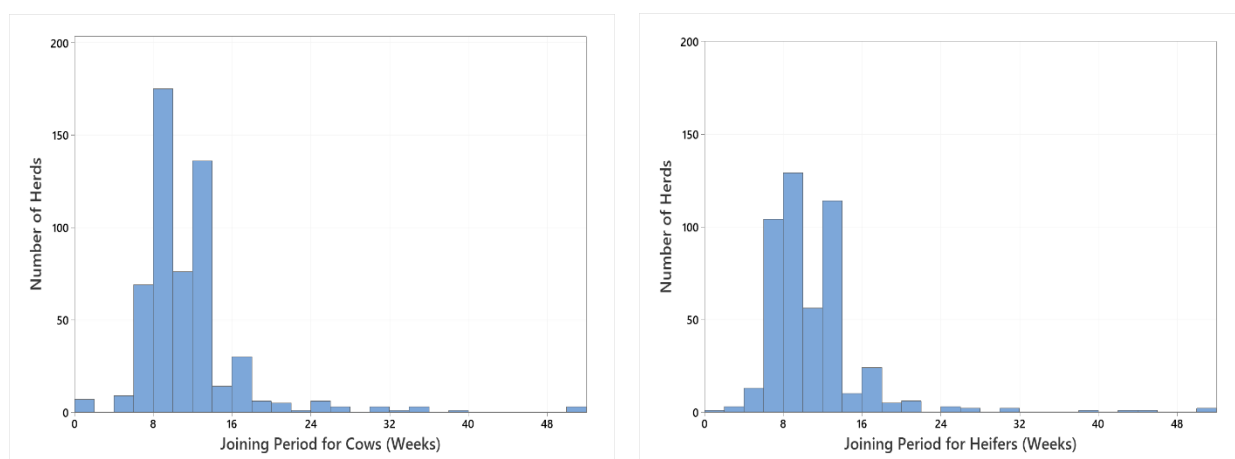 200
150
100
50
0
0 8 16 24 32 40 48
Number of Herds
Joining Period for Cows (Weeks)
200
150
100
50
0
0 8 16 24 32 40 48
Number of Herds
Joining Period for Heifers (Weeks)